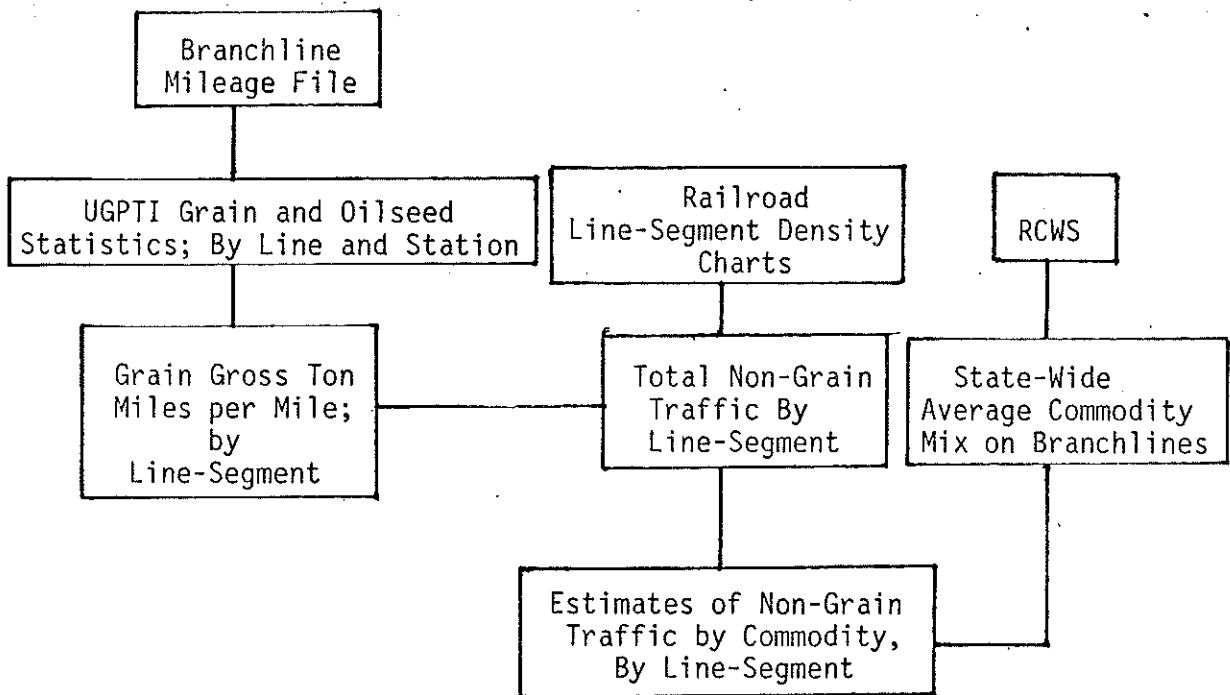 Branchline
Mileage File
UGPTI Grain and Oilseed
Statistics; By Line and Station
Railroad
Line-Segment Density
Charts
RCWS
Grain Gross Ton
Miles per Mile;
by
Line-Segment
Total Non-Grain
Traffic By
Line-Segment
State-Wide
Average Commodity
Mix on Branchlines
Estimates of Non-Grain
Traffic by Commodity,
By Line-Segment